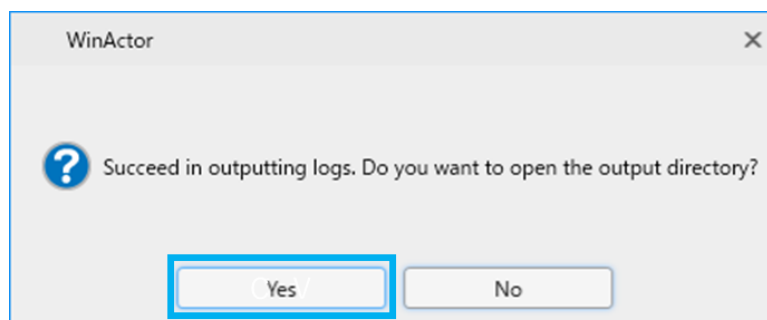 WinActor
Succeed in outputting logs. Do you want to open the output directory?
Yes No